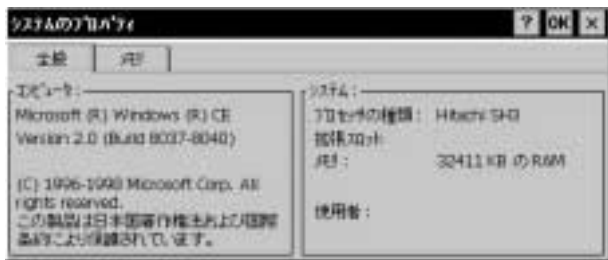 システムのプロパティ
? OK ×
全般 メモリ
コンピュータ:
Microsoft (R) Windows (R) CE
Version 2.0 (Build 8037-8040)
(C) 1996-1998 Microsoft Corp. All
rights reserved.
この製品は日本国著作権法および国際
条約により保護されています。
システム:
プロセッサの種類: Hitachi SH3
拡張スロット
メモリ: 32411 KB の RAM
使用者: